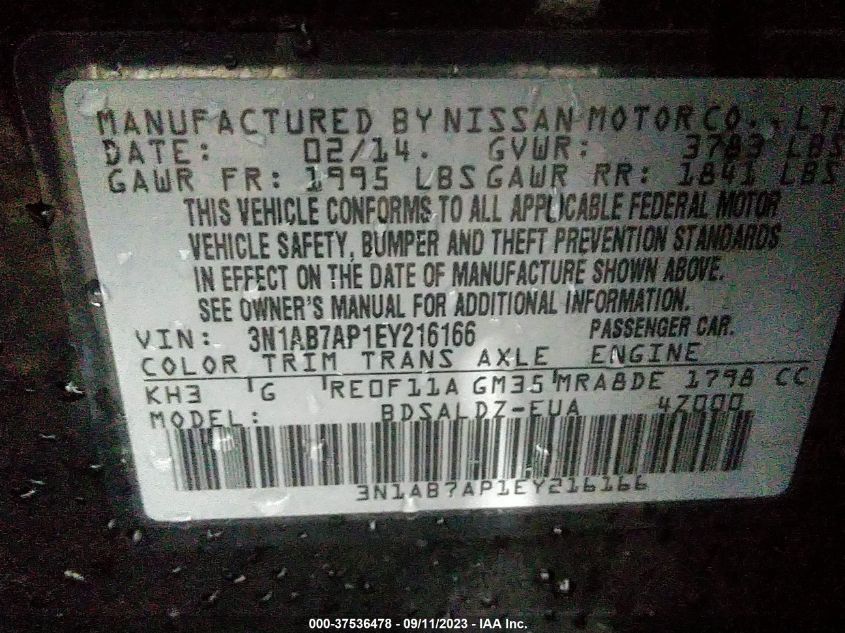 MANUFACTURED BY NISSAN MOTOR CO., LT
DATE: 02/14. GVWR: 3783 LBS
GAWR FR: 1995 LBS GAWR RR: 1841 LBS
THIS VEHICLE CONFORMS TO ALL APPLICABLE FEDERAL MOTOR
VEHICLE SAFETY, BUMPER AND THEFT PREVENTION STANDARDS
IN EFFECT ON THE DATE OF MANUFACTURE SHOWN ABOVE.
SEE OWNER'S MANUAL FOR ADDITIONAL INFORMATION.
VIN: 3N1AB7AP1EY216166 PASSENGER CAR.
COLOR TRIM TRANS AXLE ENGINE
KH3 G RE0F11A GM35 MRA8DE 1798 CC
MODEL: BDSALDZ-EUA 4Z000
3N1AB7AP1EY216166
000-37536478 - 09/11/2023 - IAA Inc.